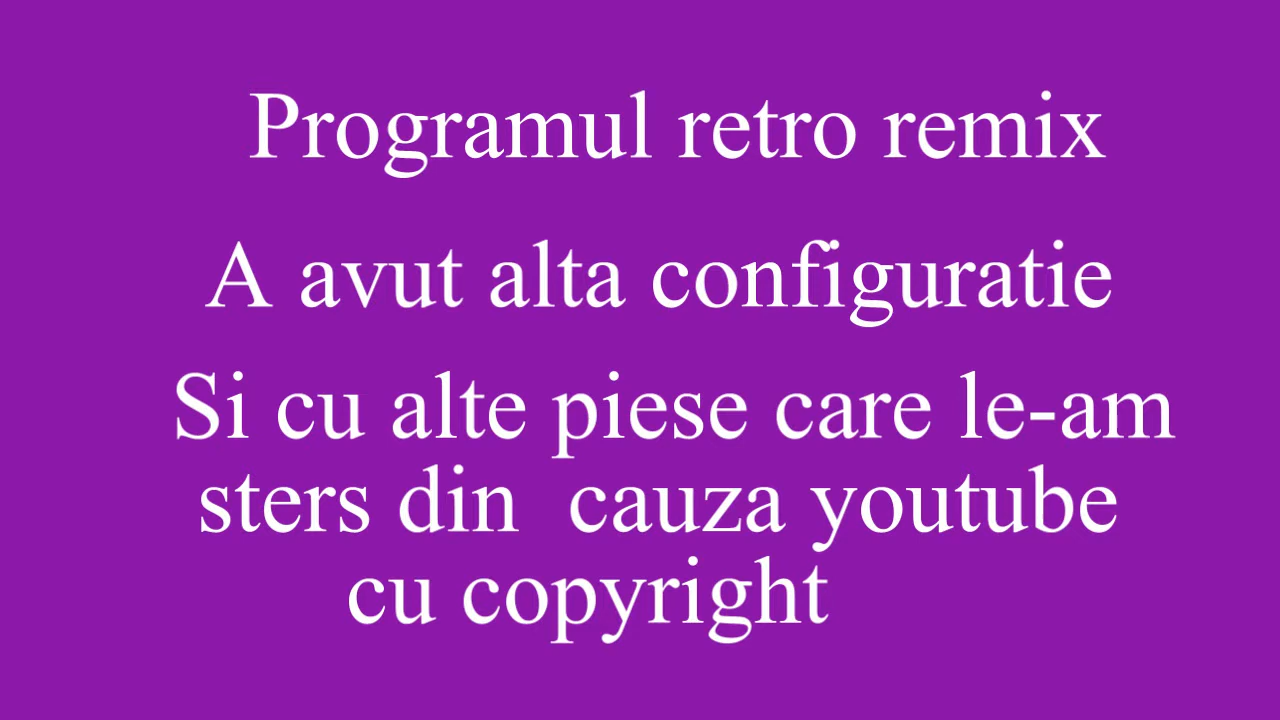 Programul retro remix
A avut alta configuratie
Si cu alte piese care le-am
sters din  cauza youtube
cu copyright